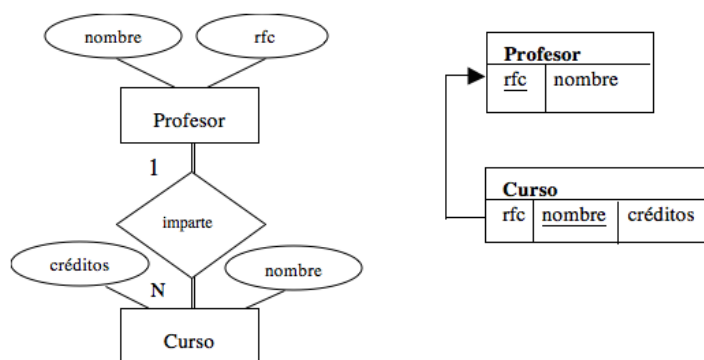 nombre
rfc
Profesor
1
imparte
créditos
nombre
N
Curso
Profesor
rfc nombre
Curso
rfc nombre créditos